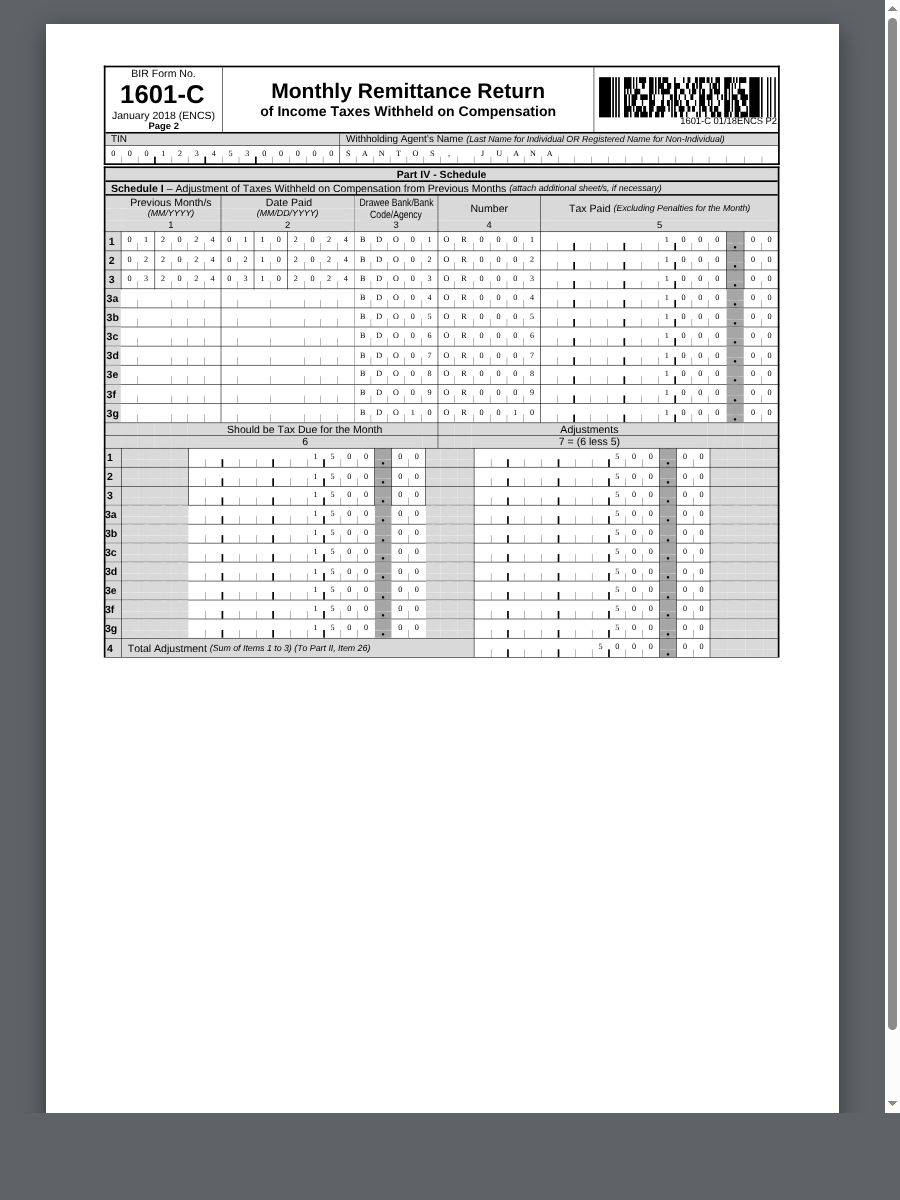 BIR Form No.
1601-C
January 2018 (ENCS)
Page 2
Monthly Remittance Return
of Income Taxes Withheld on Compensation
1601-C 01/18ENCS P2
TIN Withholding Agent's Name (Last Name for Individual OR Registered Name for Non-Individual)
0 0 0 1 2 3 4 5 3 0 0 0 0 0 S A N T O S , J U A N A
Part IV - Schedule
Schedule I – Adjustment of Taxes Withheld on Compensation from Previous Months (attach additional sheet/s, if necessary)
Previous Month/s (MM/YYYY) 1
Date Paid (MM/DD/YYYY) 2
Drawee Bank/Bank Code/Agency 3
Number 4
Tax Paid (Excluding Penalties for the Month) 5
1 0 1 2 0 2 4 0 1 1 0 2 0 2 4 B D O 0 1 O R 0 0 0 1 1 0 0 0 . 0 0
2 0 2 2 0 2 4 0 2 1 0 2 0 2 4 B D O 0 2 O R 0 0 0 2 1 0 0 0 . 0 0
3 0 3 2 0 2 4 0 3 1 0 2 0 2 4 B D O 0 3 O R 0 0 0 3 1 0 0 0 . 0 0
3a B D O 0 4 O R 0 0 0 4 1 0 0 0 . 0 0
3b B D O 0 5 O R 0 0 0 5 1 0 0 0 . 0 0
3c B D O 0 6 O R 0 0 0 6 1 0 0 0 . 0 0
3d B D O 0 7 O R 0 0 0 7 1 0 0 0 . 0 0
3e B D O 0 8 O R 0 0 0 8 1 0 0 0 . 0 0
3f B D O 0 9 O R 0 0 0 9 1 0 0 0 . 0 0
3g B D O 1 0 O R 0 0 1 0 1 0 0 0 . 0 0
Should be Tax Due for the Month Adjustments
6 7 = (6 less 5)
1 1 5 0 0 . 0 0 5 0 0 . 0 0
2 1 5 0 0 . 0 0 5 0 0 . 0 0
3 1 5 0 0 . 0 0 5 0 0 . 0 0
3a 1 5 0 0 . 0 0 5 0 0 . 0 0
3b 1 5 0 0 . 0 0 5 0 0 . 0 0
3c 1 5 0 0 . 0 0 5 0 0 . 0 0
3d 1 5 0 0 . 0 0 5 0 0 . 0 0
3e 1 5 0 0 . 0 0 5 0 0 . 0 0
3f 1 5 0 0 . 0 0 5 0 0 . 0 0
3g 1 5 0 0 . 0 0 5 0 0 . 0 0
4 Total Adjustment (Sum of Items 1 to 3) (To Part II, Item 26) 5 0 0 0 . 0 0